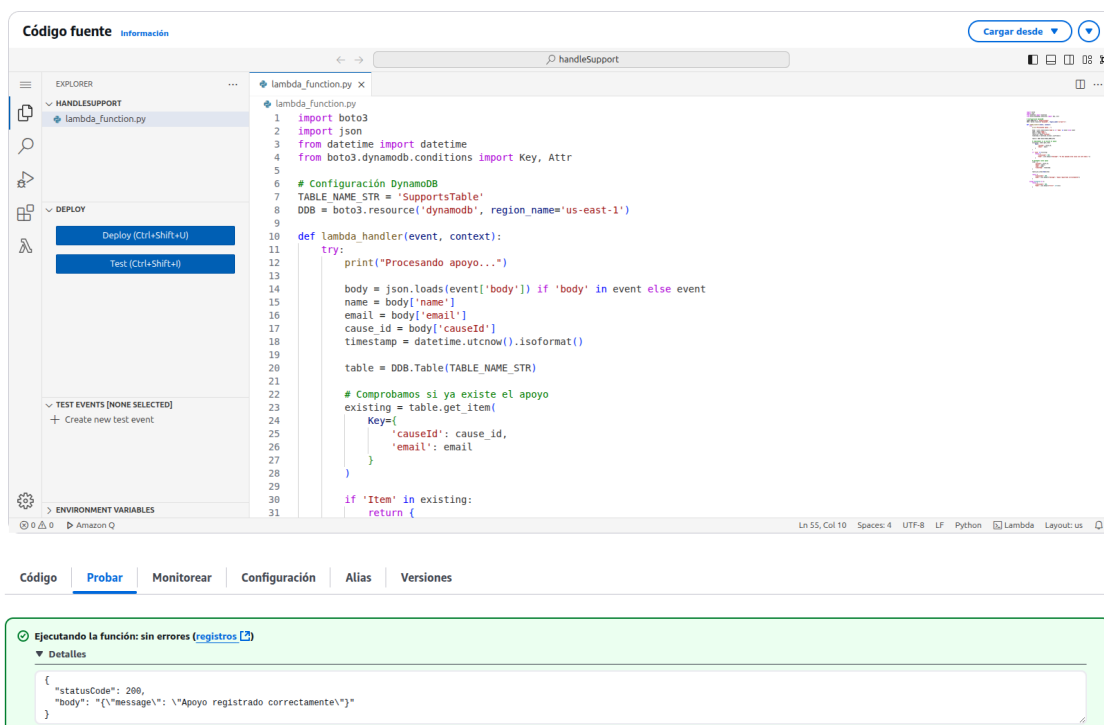 Código fuente Información
Cargar desde
handleSupport
EXPLORER
HANDLESUPPORT
lambda_function.py
DEPLOY
Deploy (Ctrl+Shift+U)
Test (Ctrl+Shift+I)
TEST EVENTS [NONE SELECTED]
Create new test event
ENVIRONMENT VARIABLES
lambda_function.py
lambda_function.py
1 import boto3
2 import json
3 from datetime import datetime
4 from boto3.dynamodb.conditions import Key, Attr
5
6 # Configuración DynamoDB
7 TABLE_NAME_STR = 'SupportsTable'
8 DDB = boto3.resource('dynamodb', region_name='us-east-1')
9
10 def lambda_handler(event, context):
11 try:
12 print("Procesando apoyo...")
13
14 body = json.loads(event['body']) if 'body' in event else event
15 name = body['name']
16 email = body['email']
17 cause_id = body['causeId']
18 timestamp = datetime.utcnow().isoformat()
19
20 table = DDB.Table(TABLE_NAME_STR)
21
22 # Comprobamos si ya existe el apoyo
23 existing = table.get_item(
24 Key={
25 'causeId': cause_id,
26 'email': email
27 }
28 )
29
30 if 'Item' in existing:
31 return {
0 0 Amazon Q
Ln 55, Col 10 Spaces: 4 UTF-8 LF Python Lambda Layout: us
Código Probar Monitorear Configuración Alias Versiones
Ejecutando la función: sin errores (registros)
Detalles
{
"statusCode": 200,
"body": "{\"message\": \"Apoyo registrado correctamente\"}"
}